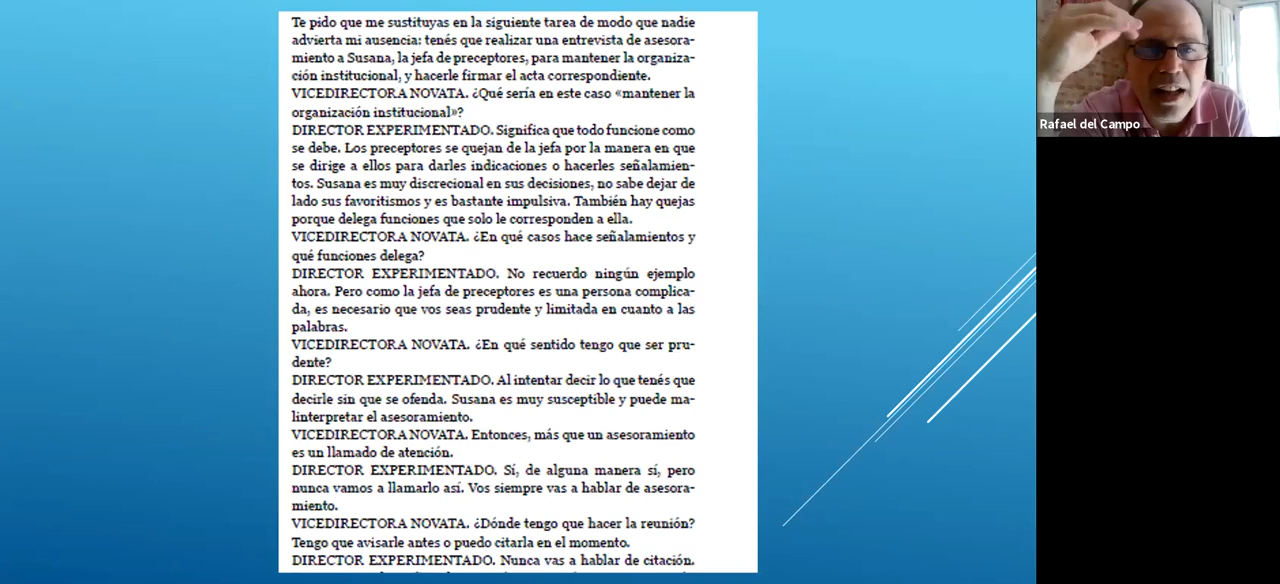 Te pido que me sustituyas en la siguiente tarea de modo que nadie
advierta mi ausencia: tenés que realizar una entrevista de asesora-
miento a Susana, la jefa de preceptores, para mantener la organiza-
ción institucional, y hacerle firmar el acta correspondiente.
VICEDIRECTORA NOVATA. ¿Qué sería en este caso «mantener la
organización institucional»?
DIRECTOR EXPERIMENTADO. Significa que todo funcione como
se debe. Los preceptores se quejan de la jefa por la manera en que
se dirige a ellos para darles indicaciones o hacerles señalamien-
tos. Susana es muy discrecional en sus decisiones, no sabe dejar de
lado sus favoritismos y es bastante impulsiva. También hay quejas
porque delega funciones que solo le corresponden a ella.
VICEDIRECTORA NOVATA. ¿En qué casos hace señalamientos y
qué funciones delega?
DIRECTOR EXPERIMENTADO. No recuerdo ningún ejemplo
ahora. Pero como la jefa de preceptores es una persona complica-
da, es necesario que vos seas prudente y limitada en cuanto a las
palabras.
VICEDIRECTORA NOVATA. ¿En qué sentido tengo que ser pru-
dente?
DIRECTOR EXPERIMENTADO. Al intentar decir lo que tenés que
decirle sin que se ofenda. Susana es muy susceptible y puede ma-
linterpretar el asesoramiento.
VICEDIRECTORA NOVATA. Entonces, más que un asesoramiento
es un llamado de atención.
DIRECTOR EXPERIMENTADO. Sí, de alguna manera sí, pero
nunca vamos a llamarlo así. Vos siempre vas a hablar de asesora-
miento.
VICEDIRECTORA NOVATA. ¿Dónde tengo que hacer la reunión?
Tengo que avisarle antes o puedo citarla en el momento.
DIRECTOR EXPERIMENTADO. Nunca vas a hablar de citación.
Rafael del Campo